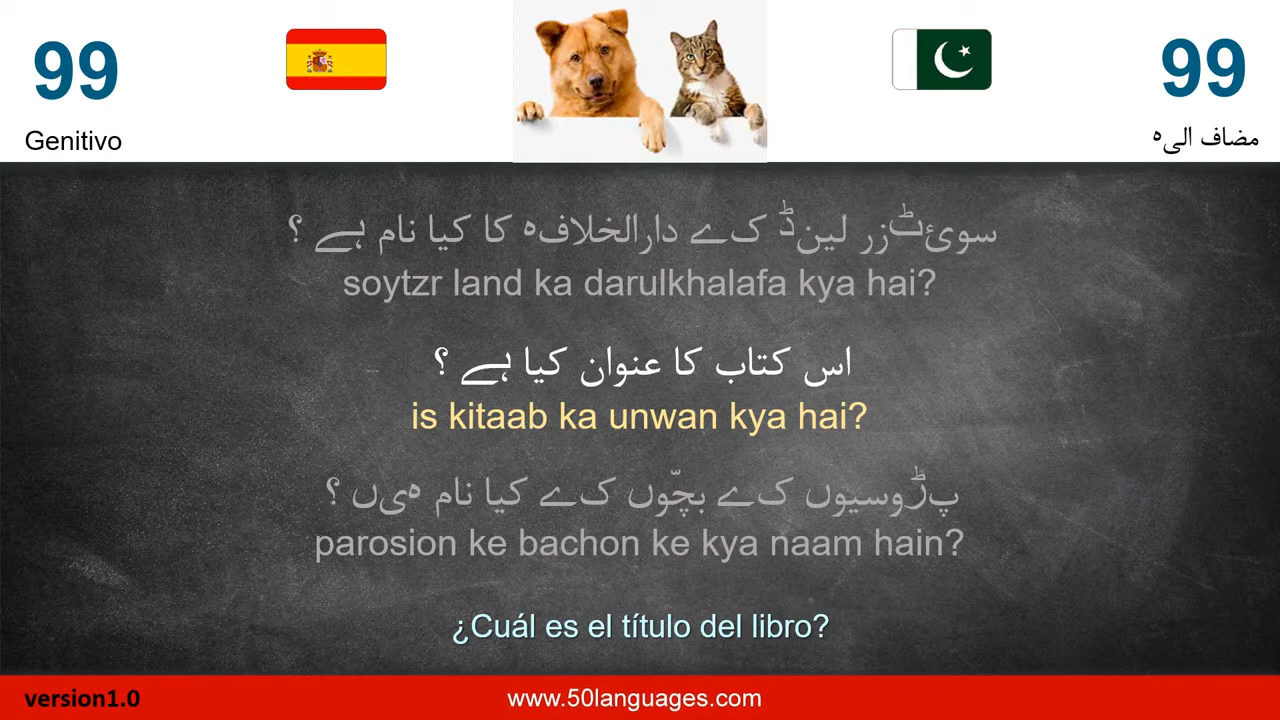 99
99
Genitivo
مضاف الیہ
سوئٹزر لینڈ کے دارالخلافہ کا کیا نام ہے ؟
soytzr land ka darulkhalafa kya hai?
اس کتاب کا عنوان کیا ہے ؟
is kitaab ka unwan kya hai?
پڑوسیوں کے بچّوں کے کیا نام ہیں ؟
parosion ke bachon ke kya naam hain?
¿Cuál es el título del libro?
version1.0
www.50languages.com